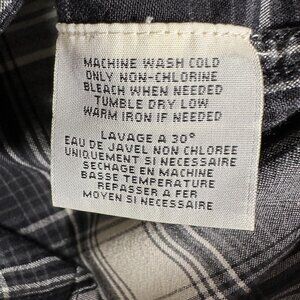 MACHINE WASH COLD
ONLY NON-CHLORINE
BLEACH WHEN NEEDED
TUMBLE DRY LOW
WARM IRON IF NEEDED
LAVAGE A 30°
EAU DE JAVEL NON CHLOREE
UNIQUEMENT SI NECESSAIRE
SECHAGE EN MACHINE
BASSE TEMPERATURE
REPASSER A FER
MOYEN SI NECESSAIRE